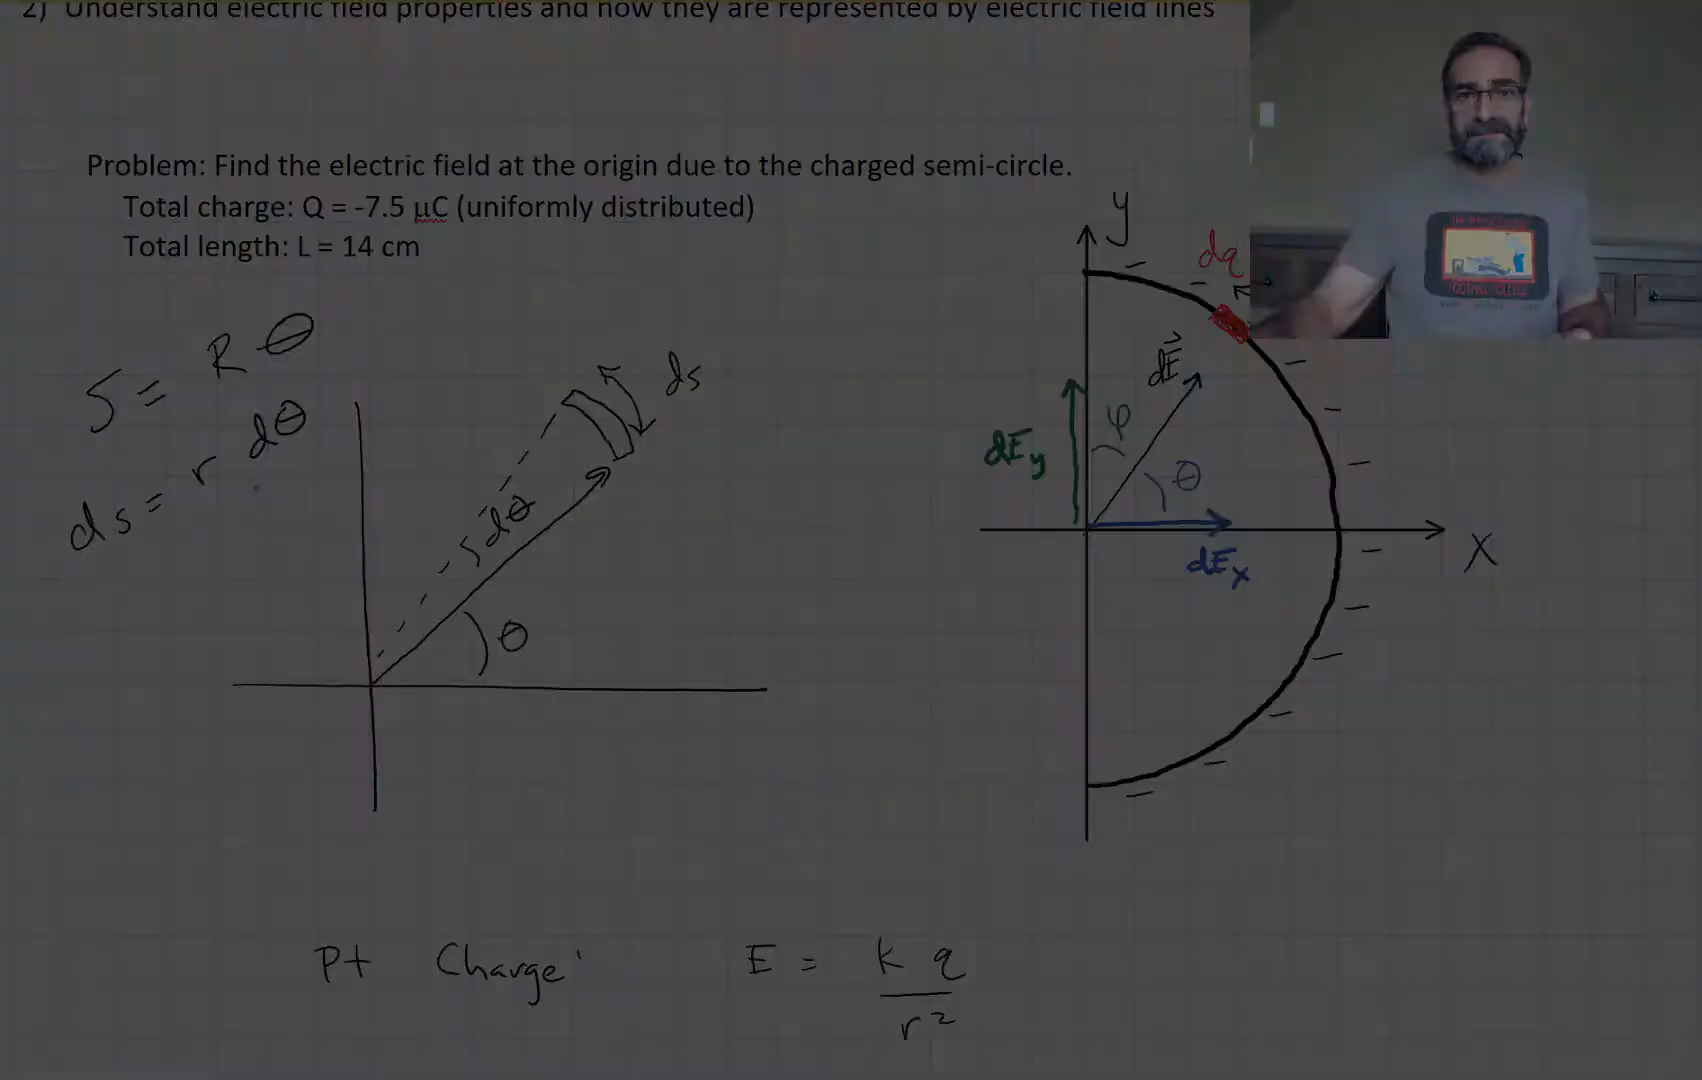 2) Understand electric field properties and how they are represented by electric field lines
Problem: Find the electric field at the origin due to the charged semi-circle.
Total charge: Q = -7.5 μC (uniformly distributed)
Total length: L = 14 cm
S = R θ
ds = r dθ
ds
dθ
θ
y
dq
dE⃗
φ
dEy
θ
dEx
x
Pt Charge
E = k q / r²
FOOTHILL COLLEGE